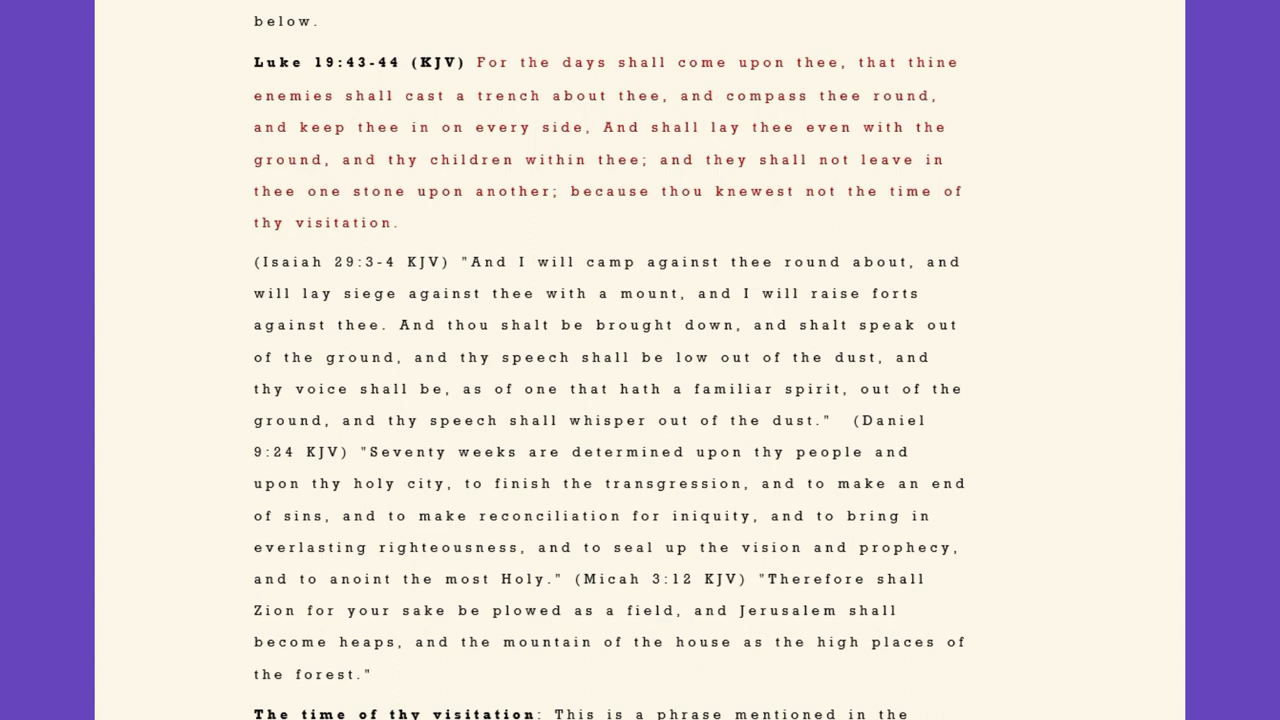 below.
Luke 19:43-44 (KJV) For the days shall come upon thee, that thine
enemies shall cast a trench about thee, and compass thee round,
and keep thee in on every side, And shall lay thee even with the
ground, and thy children within thee; and they shall not leave in
thee one stone upon another; because thou knewest not the time of
thy visitation.
(Isaiah 29:3-4 KJV) "And I will camp against thee round about, and
will lay siege against thee with a mount, and I will raise forts
against thee. And thou shalt be brought down, and shalt speak out
of the ground, and thy speech shall be low out of the dust, and
thy voice shall be, as of one that hath a familiar spirit, out of the
ground, and thy speech shall whisper out of the dust."  (Daniel
9:24 KJV) "Seventy weeks are determined upon thy people and
upon thy holy city, to finish the transgression, and to make an end
of sins, and to make reconciliation for iniquity, and to bring in
everlasting righteousness, and to seal up the vision and prophecy,
and to anoint the most Holy." (Micah 3:12 KJV) "Therefore shall
Zion for your sake be plowed as a field, and Jerusalem shall
become heaps, and the mountain of the house as the high places of
the forest."
The time of thy visitation: This is a phrase mentioned in the